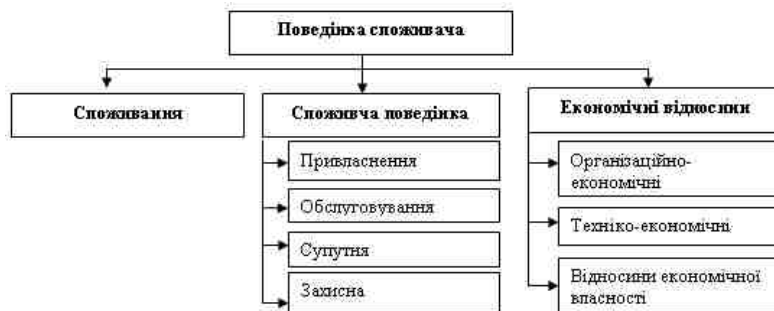 Поведінка споживача
Споживання
Споживча поведінка
Привласнення
Обслуговування
Супутня
Захисна
Економічні відносини
Організаційно-
економічні
Техніко-економічні
Відносини економічної
власності